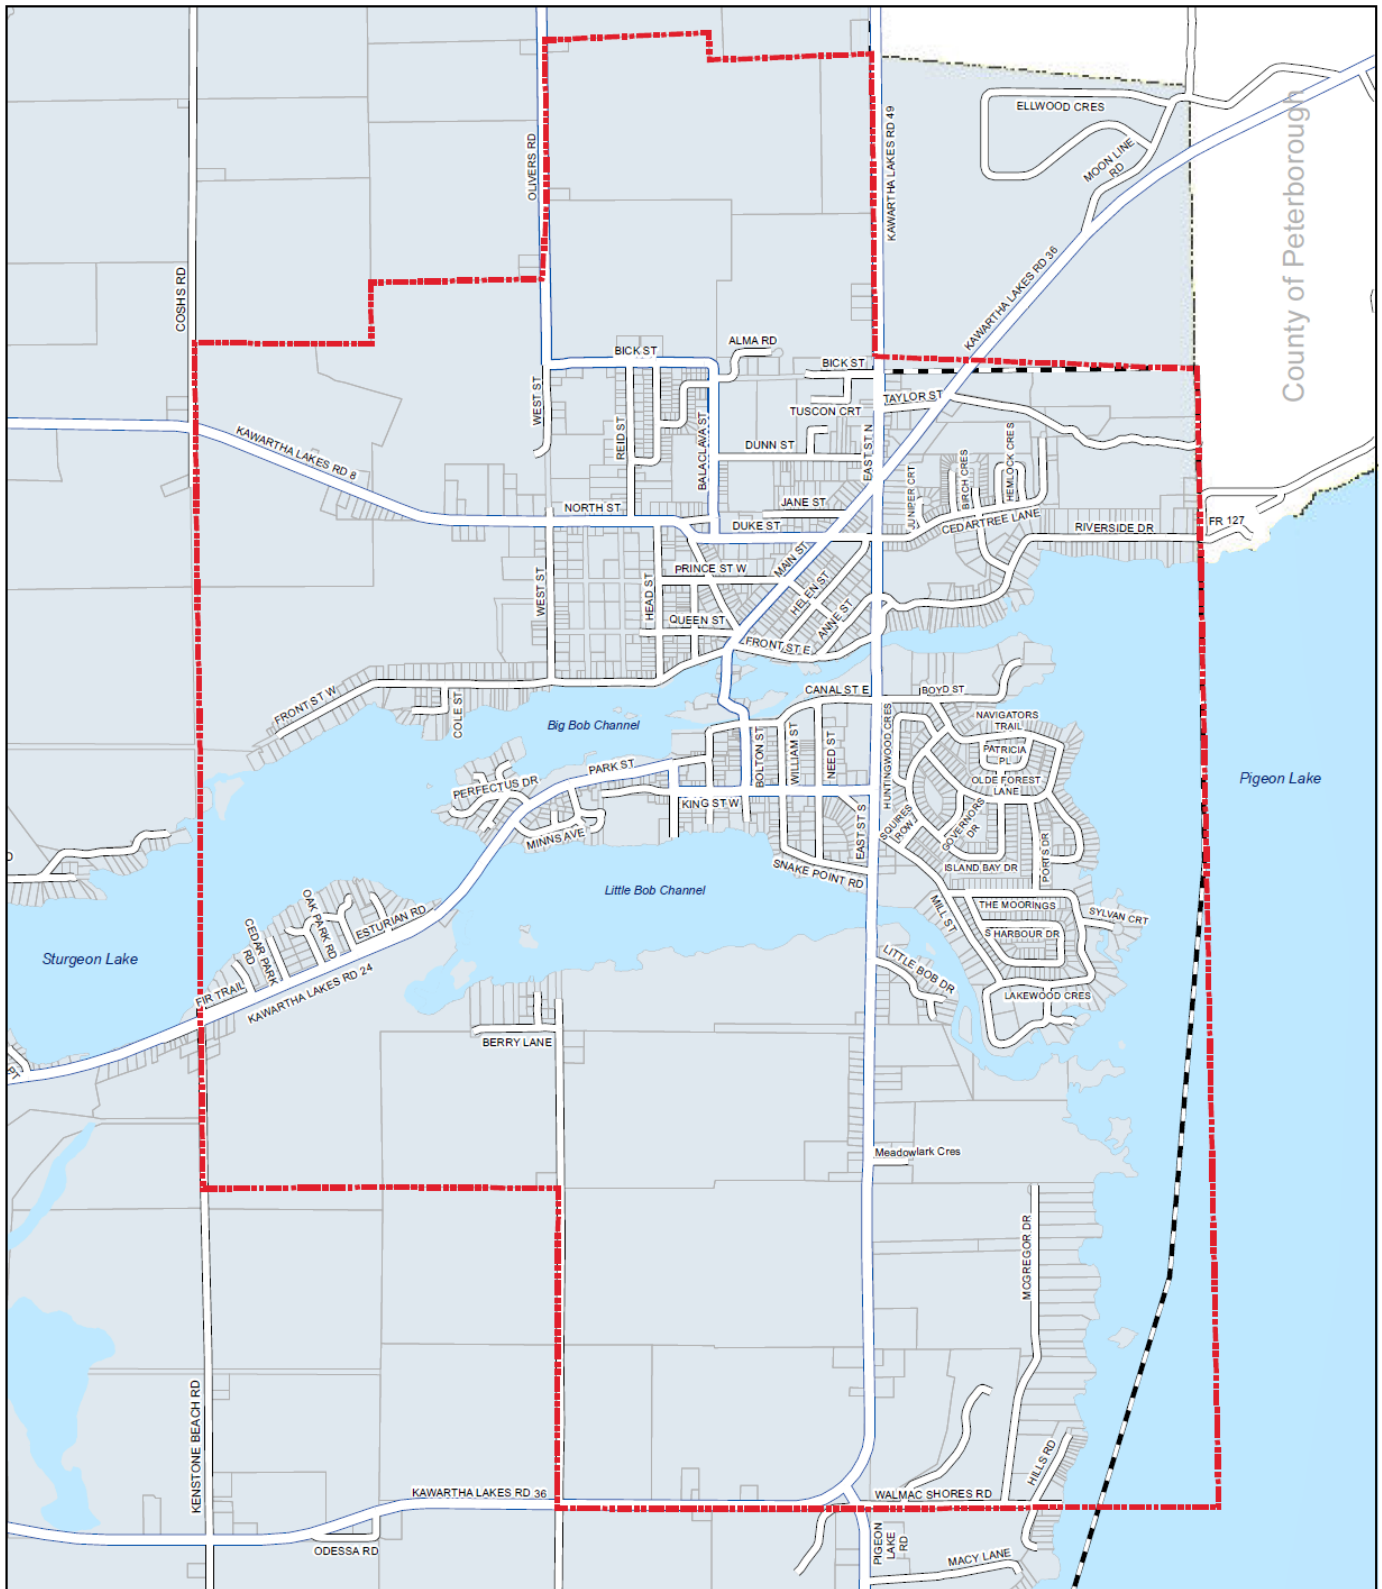 ELLWOOD CRES
KAWARTHA LAKES RD 49
OLIVERS RD
MOON LINE
RD
County of Peterborough
COSHS RD
KAWARTHA LAKES RD 36
ALMA RD
BICK ST
BICK ST
TAYLOR ST
WEST ST
TUSCON CRT
REID ST
BALACLAVA ST
DUNN ST
EAST ST N
KAWARTHA LAKES RD 8
HEMLOCK CRES
BIRCH CRES
JUNIPER CRT
NORTH ST
JANE ST
DUKE ST
CEDARTREE LANE
RIVERSIDE DR
FR 127
MAIN ST
PRINCE ST W
WEST ST
HEAD ST
HELEN ST
ANNE ST
QUEEN ST
FRONT ST E
CANAL ST E
BOYD ST
FRONT ST W
COLE ST
Big Bob Channel
NAVIGATORS
TRAIL
HUNTINGWOOD CRES
BOLTON ST
WILLIAM ST
NEED ST
PATRICIA
PL
PARK ST
PERFECTUS DR
OLDE FOREST
LANE
Pigeon Lake
KING ST W
MINNS AVE
EAST ST S
SQUIRES
ROW
GOVERNORS
DR
PORTS DR
SNAKE POINT RD
ISLAND BAY DR
Little Bob Channel
OAK PARK RD
ESTURIAN RD
CEDAR PARK
RD
MILL ST
THE MOORINGS
SYLVAN CRT
S HARBOUR DR
Sturgeon Lake
LITTLE BOB DR
FIR TRAIL
KAWARTHA LAKES RD 24
LAKEWOOD CRES
BERRY LANE
Meadowlark Cres
MCGREGOR DR
KENSTONE BEACH RD
HILLS RD
KAWARTHA LAKES RD 36
WALMAC SHORES RD
ODESSA RD
PIGEON
LAKE
RD
MACY LANE